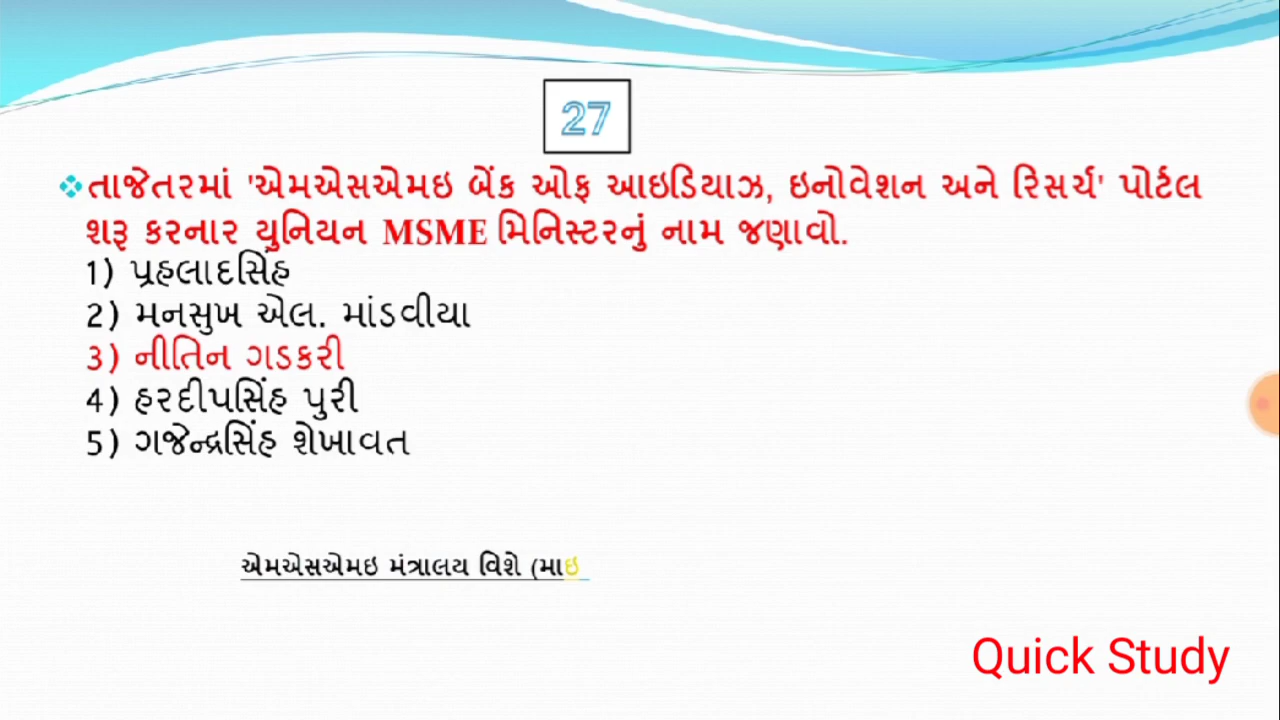 27
તાજેતરમાં 'એમએસએમઇ બેંક ઓફ આઇડિયાઝ, ઇનોવેશન અને રિસર્ચ' પોર્ટલ
શરૂ કરનાર યુનિયન MSME મિનિસ્ટરનું નામ જણાવો.
1) પ્રહલાદસિંહ
2) મનસુખ એલ. માંડવીયા
3) નીતિન ગડકરી
4) હરદીપસિંહ પુરી
5) ગજેન્દ્રસિંહ શેખાવત
એમએસએમઇ મંત્રાલય વિશે (માઇ
Quick Study